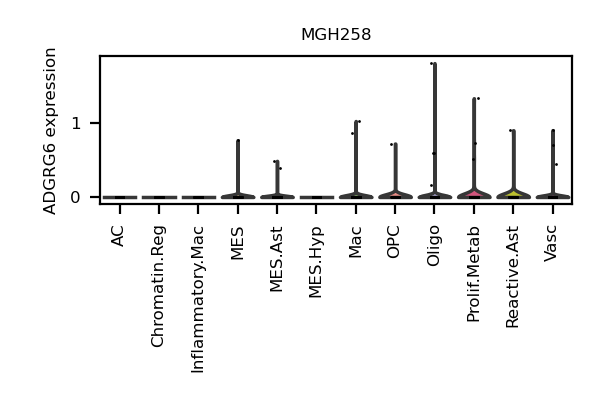 MGH258
ADGRG6 expression
1
0
AC
Chromatin.Reg
Inflammatory.Mac
MES
MES.Ast
MES.Hyp
Mac
OPC
Oligo
Prolif.Metab
Reactive.Ast
Vasc